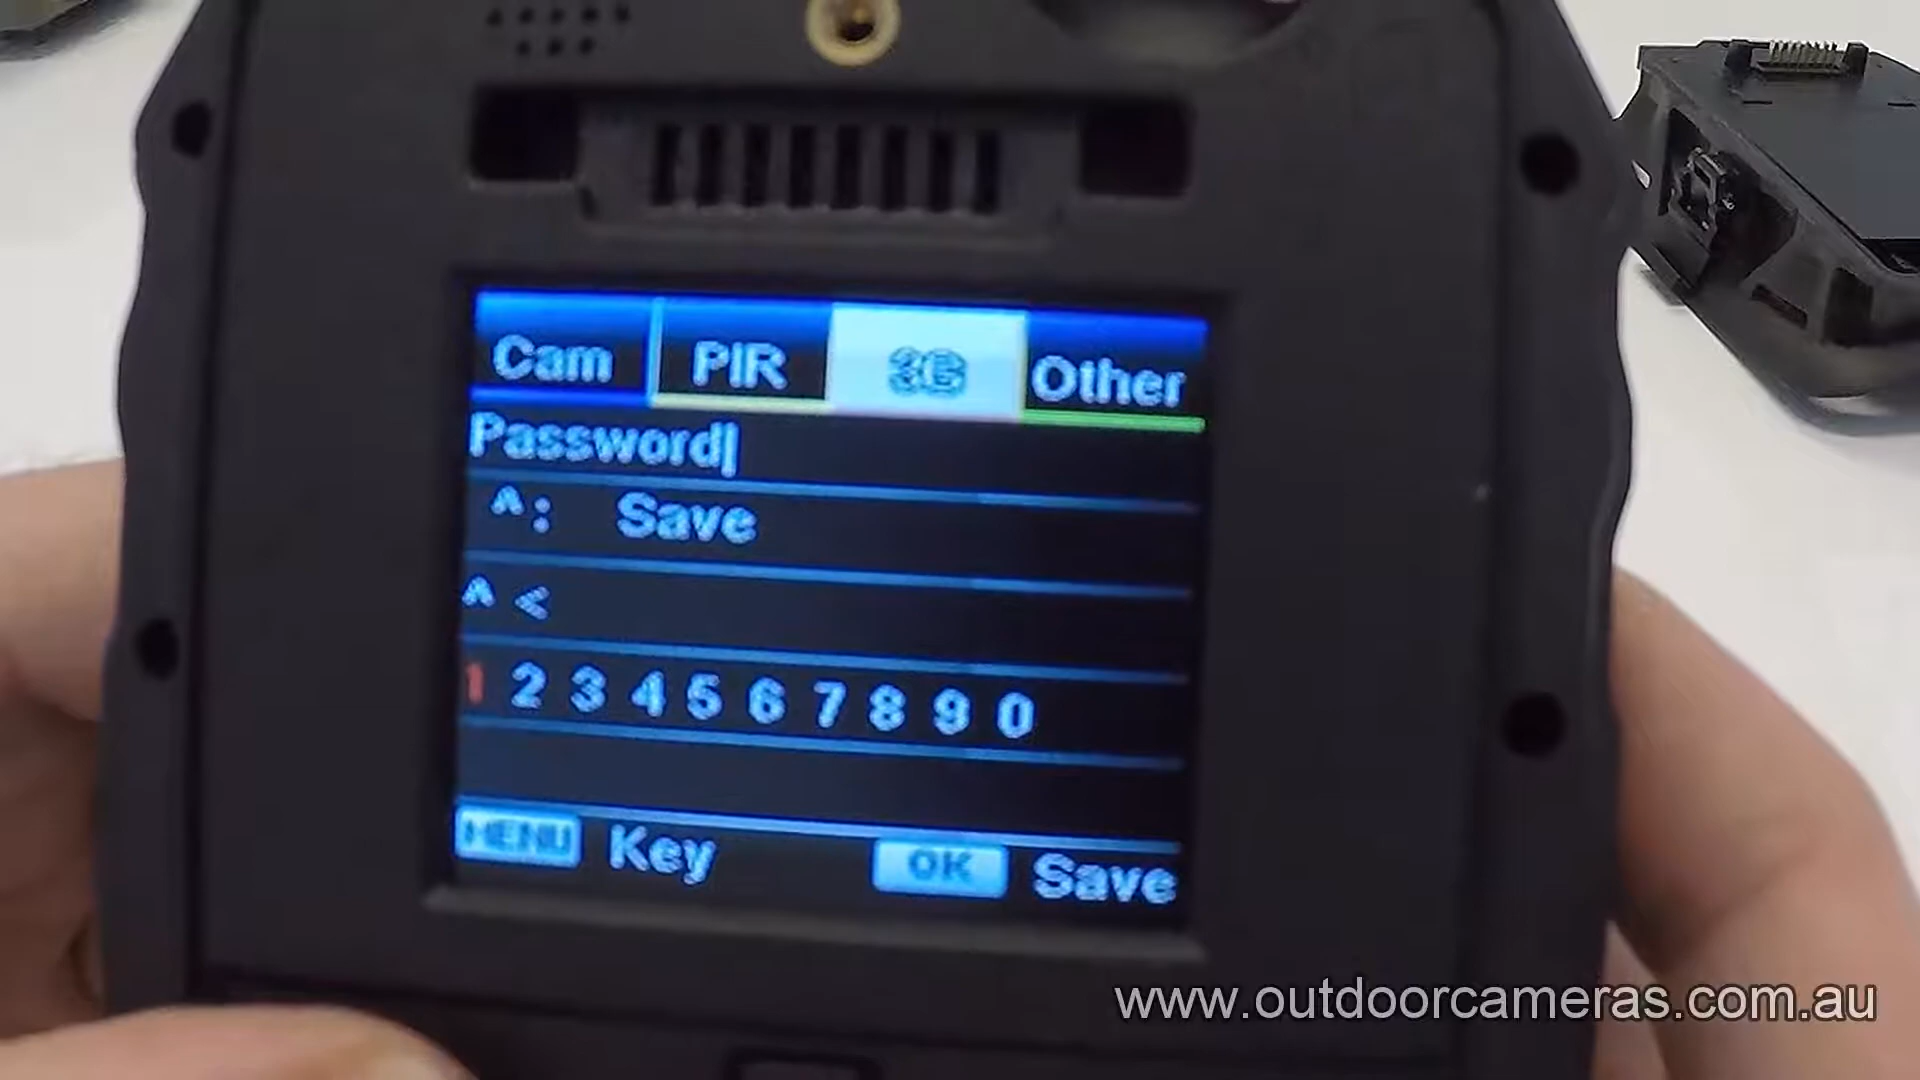 Cam PIR 3G Other
Password|
^: Save
^ <
1 2 3 4 5 6 7 8 9 0
MENU Key OK Save
www.outdoorcameras.com.au